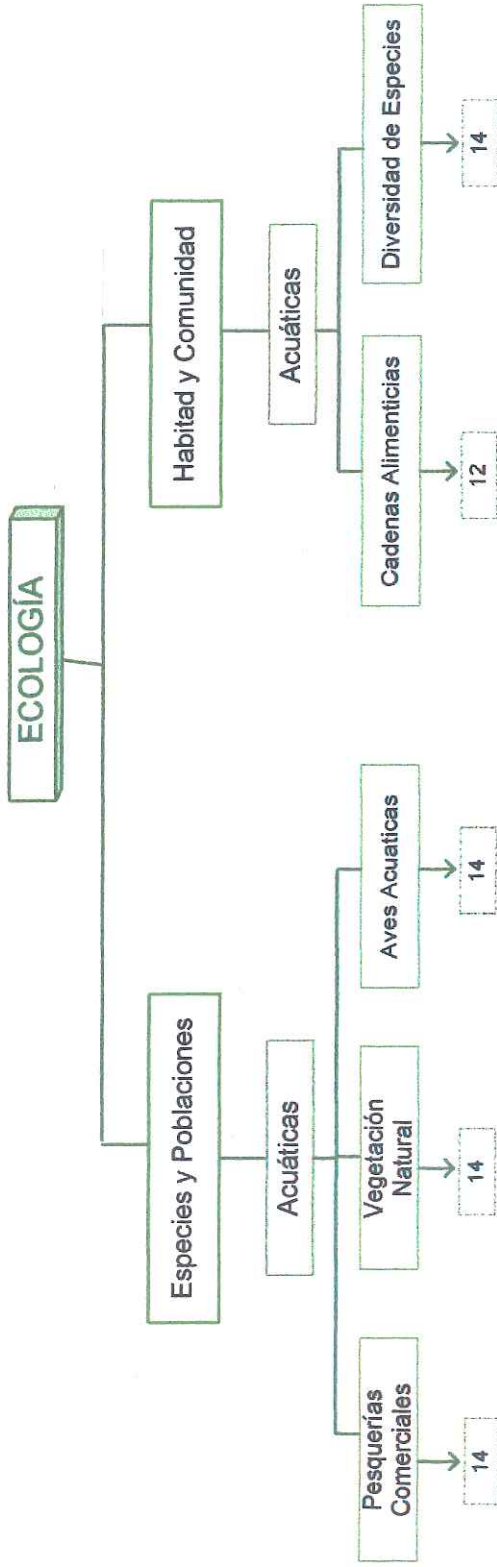 ECOLOGÍA
Especies y Poblaciones
Habitad y Comunidad
Acuáticas
Acuáticas
Pesquerías
Comerciales
Vegetación
Natural
Aves Acuaticas
Cadenas Alimenticias
Diversidad de Especies
14
14
14
12
14